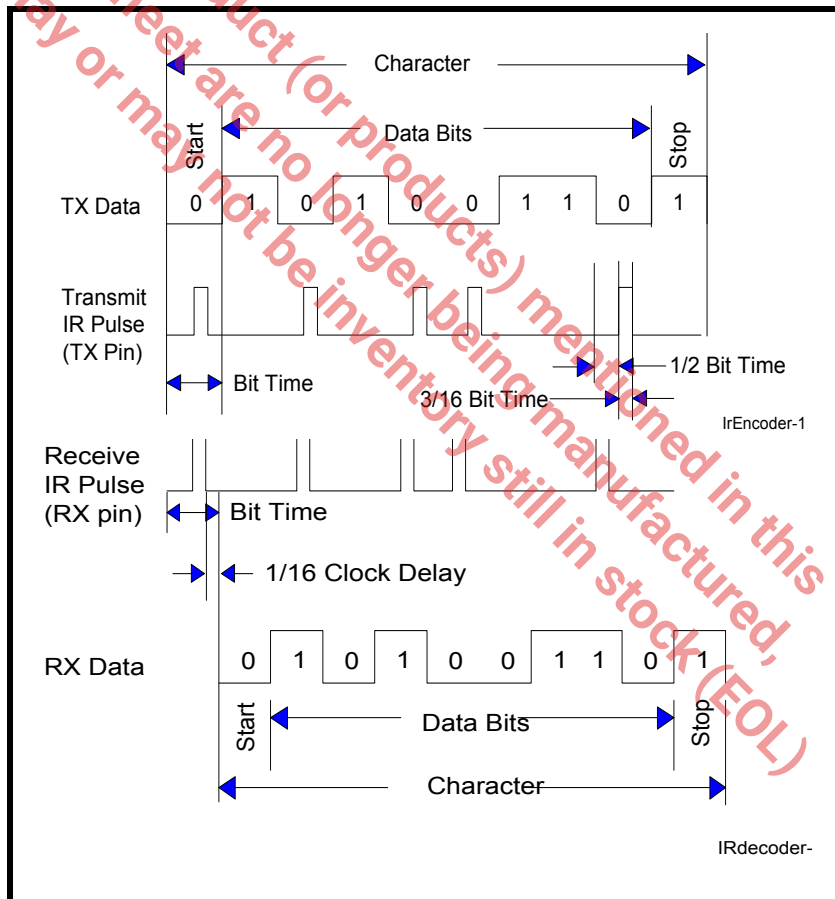 duct (or products) mentioned in this
heet are no longer being manufactured,
may or may not be inventory still in stock (EOL)
Character
Start
Data Bits
Stop
TX Data
0 1 0 1 0 0 1 1 0 1
Transmit
IR Pulse
(TX Pin)
Bit Time
1/2 Bit Time
3/16 Bit Time
IrEncoder-1
Receive
IR Pulse
(RX pin)
Bit Time
1/16 Clock Delay
RX Data
0 1 0 1 0 0 1 1 0 1
Start
Data Bits
Stop
Character
IRdecoder-